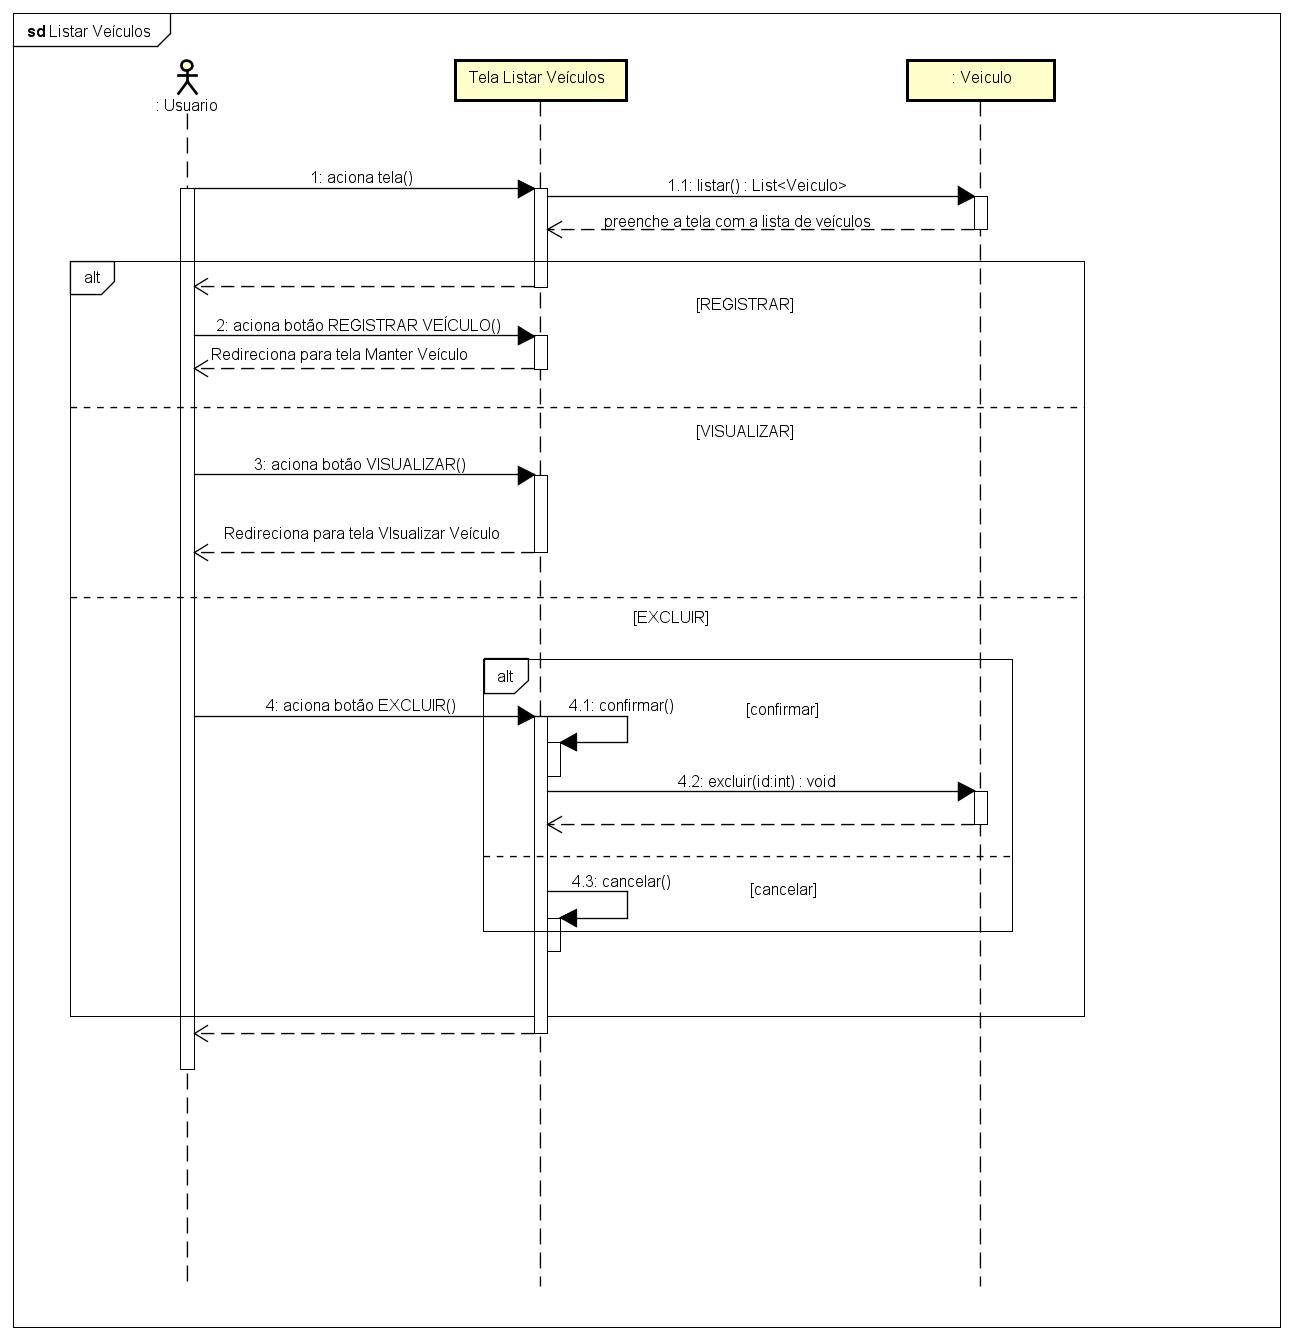 sd Listar Veículos
: Usuario
Tela Listar Veículos
: Veiculo
1: aciona tela()
1.1: listar() : List<Veiculo>
preenche a tela com a lista de veículos
alt
[REGISTRAR]
2: aciona botão REGISTRAR VEÍCULO()
Redireciona para tela Manter Veículo
[VISUALIZAR]
3: aciona botão VISUALIZAR()
Redireciona para tela VIsualizar Veículo
[EXCLUIR]
alt
4: aciona botão EXCLUIR()
4.1: confirmar()
[confirmar]
4.2: excluir(id:int) : void
4.3: cancelar()
[cancelar]